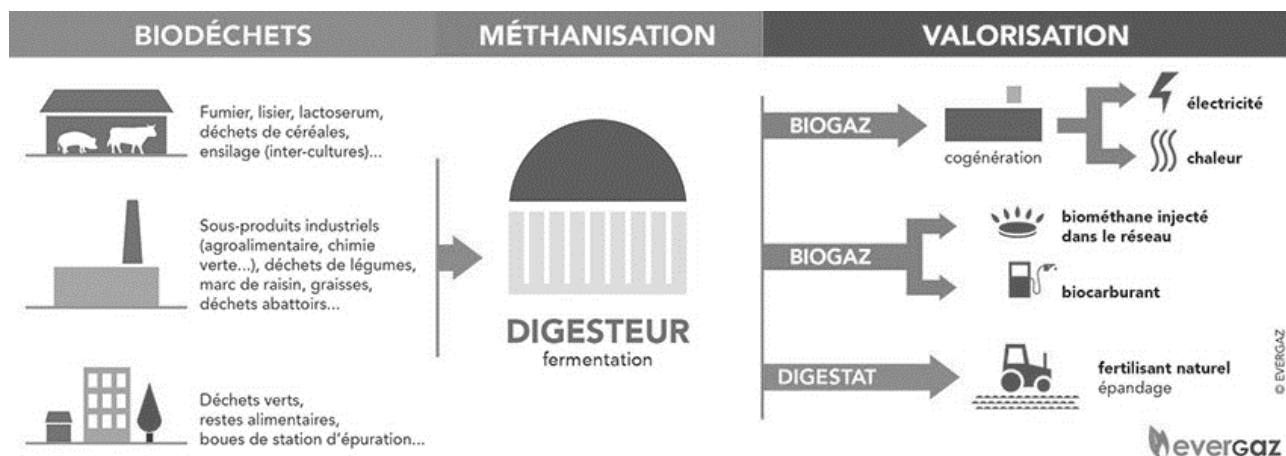 BIODÉCHETS
MÉTHANISATION
VALORISATION
Fumier, lisier, lactoserum,
déchets de céréales,
ensilage (inter-cultures)...
Sous-produits industriels
(agroalimentaire, chimie
verte...), déchets de légumes,
marc de raisin, graisses,
déchets abattoirs...
Déchets verts,
restes alimentaires,
boues de station d'épuration...
DIGESTEUR
fermentation
BIOGAZ
cogénération
électricité
chaleur
BIOGAZ
biométhane injecté
dans le réseau
biocarburant
DIGESTAT
fertilisant naturel
épandage
© EVERGAZ
everGaz